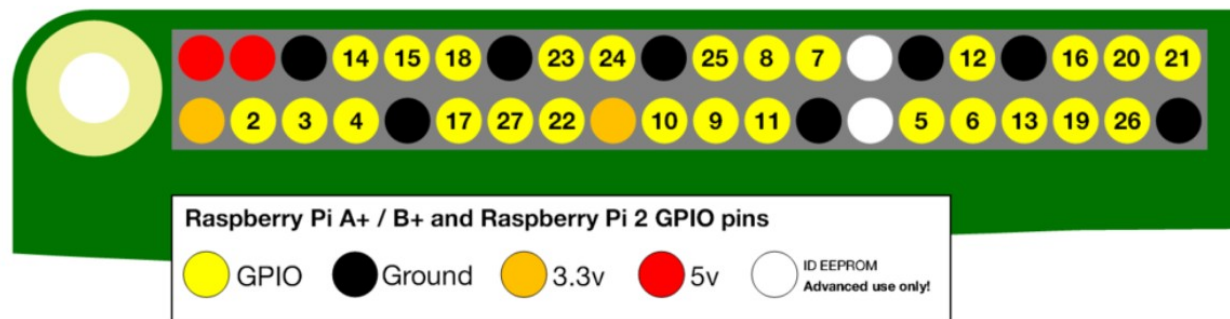 14 15 18 23 24 25 8 7 12 16 20 21
2 3 4 17 27 22 10 9 11 5 6 13 19 26
Raspberry Pi A+ / B+ and Raspberry Pi 2 GPIO pins
GPIO Ground 3.3v 5v ID EEPROM
Advanced use only!